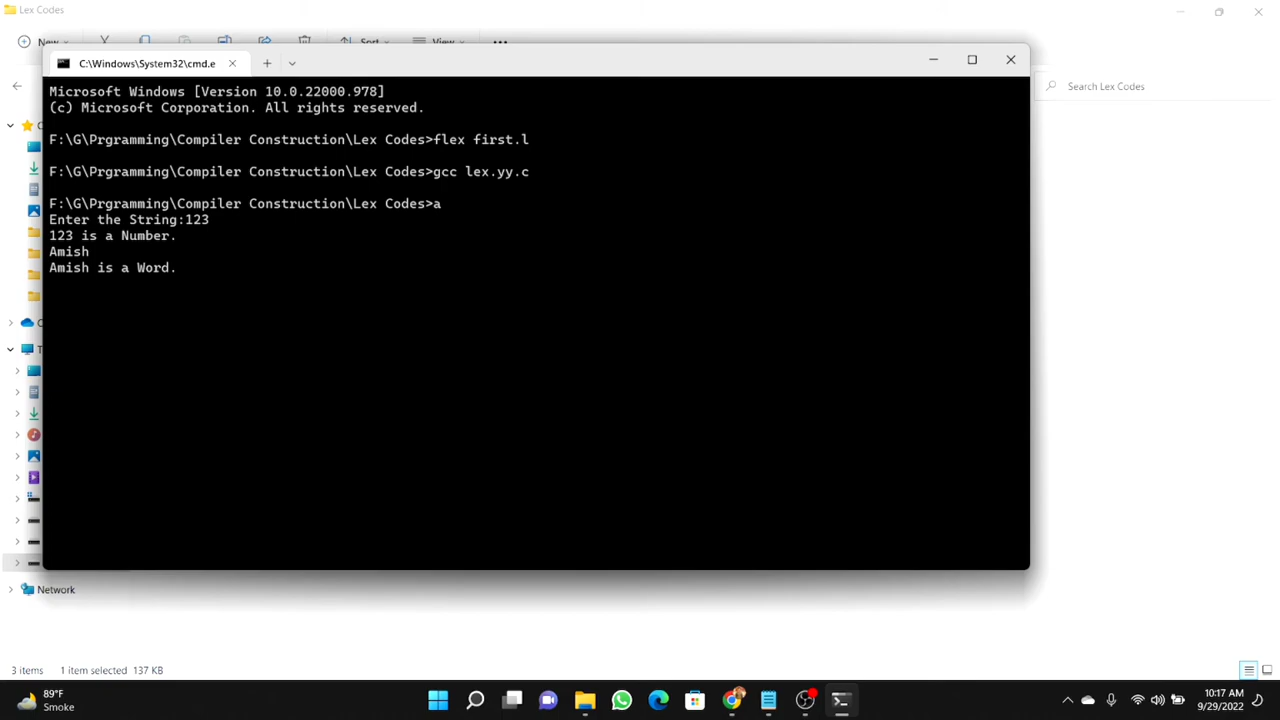 Lex Codes
New
Sort
View
C:\Windows\System32\cmd.e
Search Lex Codes
Microsoft Windows [Version 10.0.22000.978]
(c) Microsoft Corporation. All rights reserved.
F:\G\Prgramming\Compiler Construction\Lex Codes>flex first.l
F:\G\Prgramming\Compiler Construction\Lex Codes>gcc lex.yy.c
F:\G\Prgramming\Compiler Construction\Lex Codes>a
Enter the String:123
123 is a Number.
Amish
Amish is a Word.
Network
3 items 1 item selected 137 KB
89°F
Smoke
10:17 AM
9/29/2022